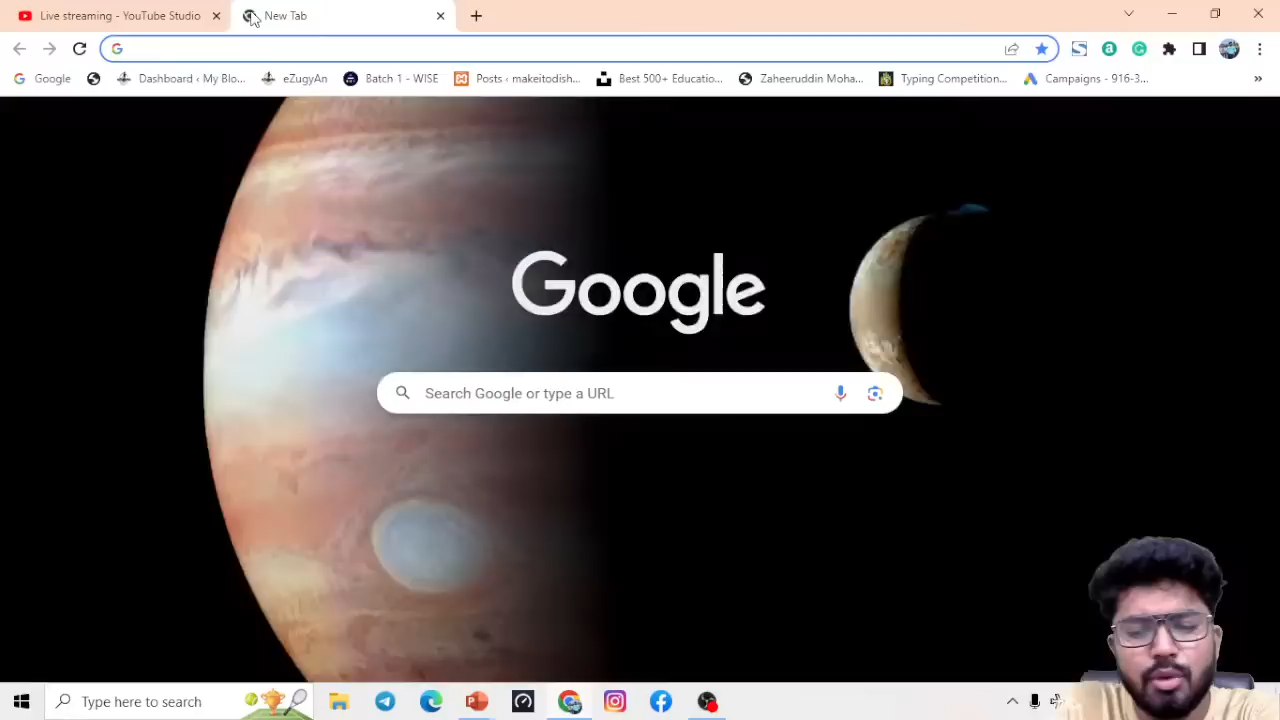 Live streaming - YouTube Studio
New Tab
Google
Dashboard ‹ My Blo...
eZugyAn
Batch 1 - WISE
Posts ‹ makeitodish...
Best 500+ Educatio...
Zaheeruddin Moha...
Typing Competition...
Campaigns - 916-3...
Google
Search Google or type a URL
Type here to search